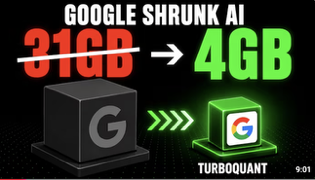 GOOGLE SHRUNK AI
31GB → 4GB
G
G
TURBOQUANT
9:01